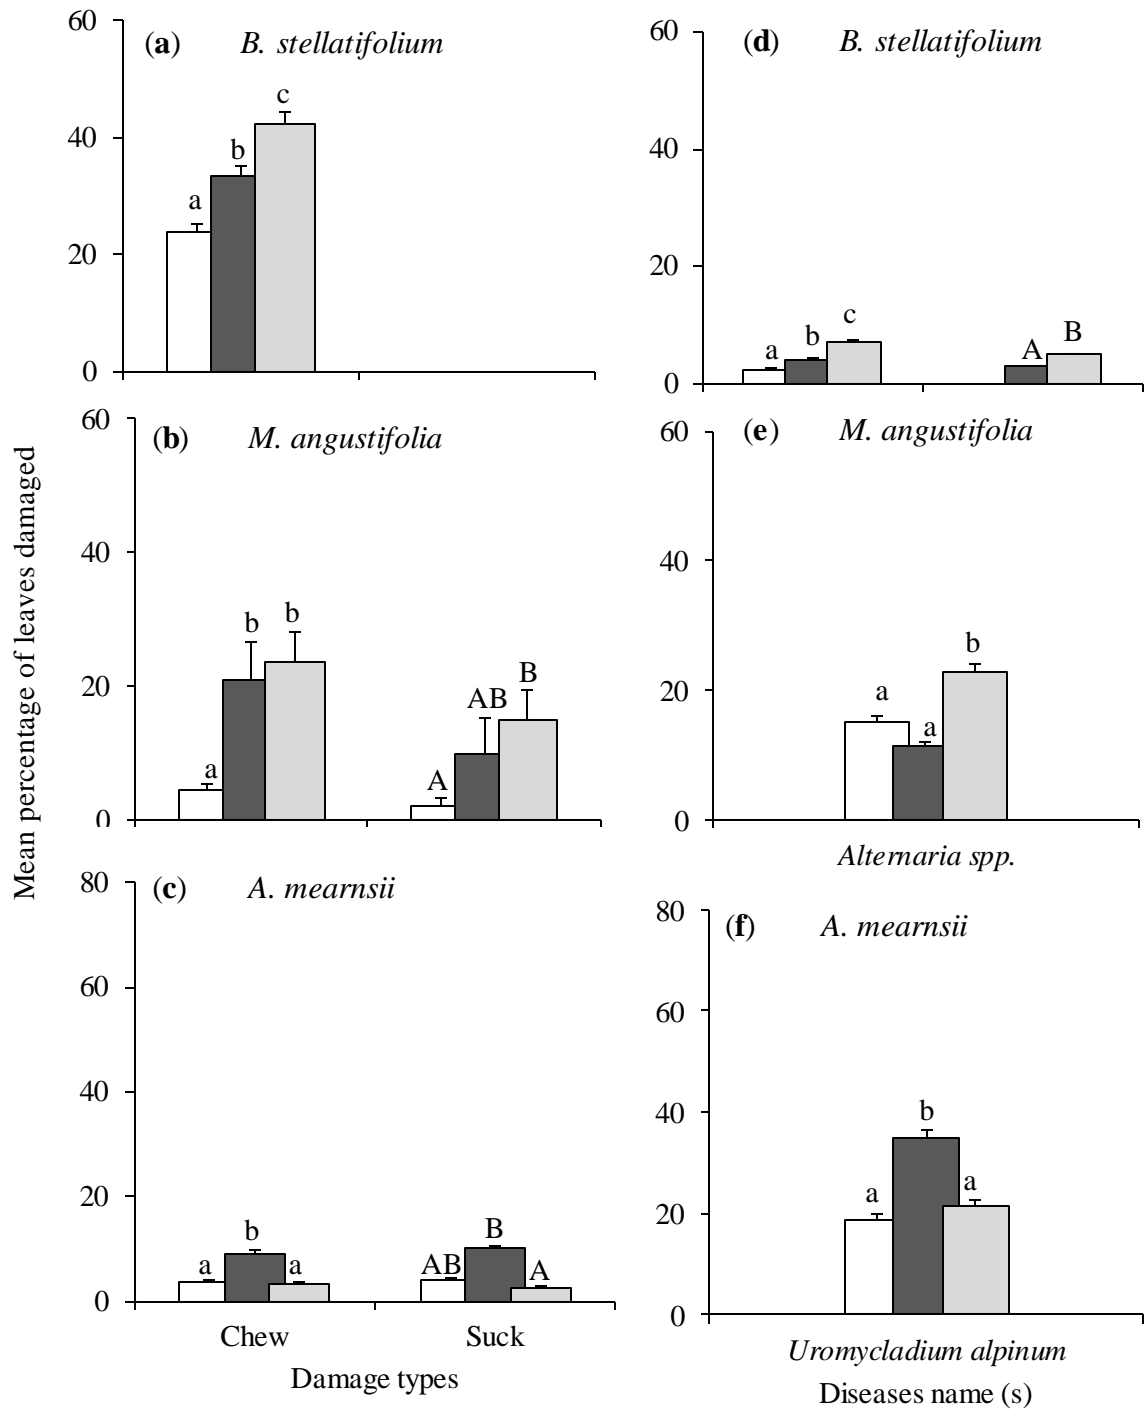 Mean percentage of leaves damaged
(a) B. stellatifolium
60
40
20
0
a
b
c
(d) B. stellatifolium
60
40
20
0
a
b
c
A
B
(b) M. angustifolia
60
40
20
0
a
b
b
A
AB
B
(e) M. angustifolia
60
40
20
0
a
a
b
Alternaria spp.
(c) A. mearnsii
80
60
40
20
0
a
b
a
AB
B
A
Chew Suck
Damage types
(f) A. mearnsii
80
60
40
20
0
a
b
a
Uromycladium alpinum
Diseases name (s)